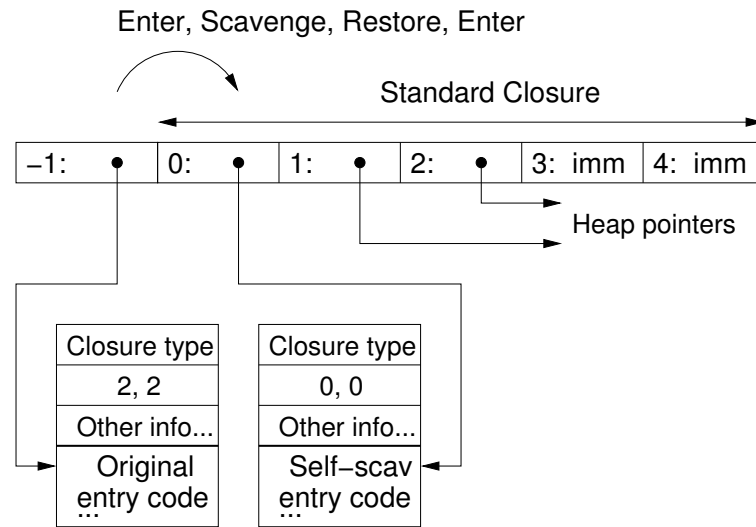 Enter, Scavenge, Restore, Enter
Standard Closure
−1: 0: 1: 2: 3: imm 4: imm
Heap pointers
Closure type Closure type
2, 2 0, 0
Other info... Other info...
Original Self−scav
entry code entry code
... ...